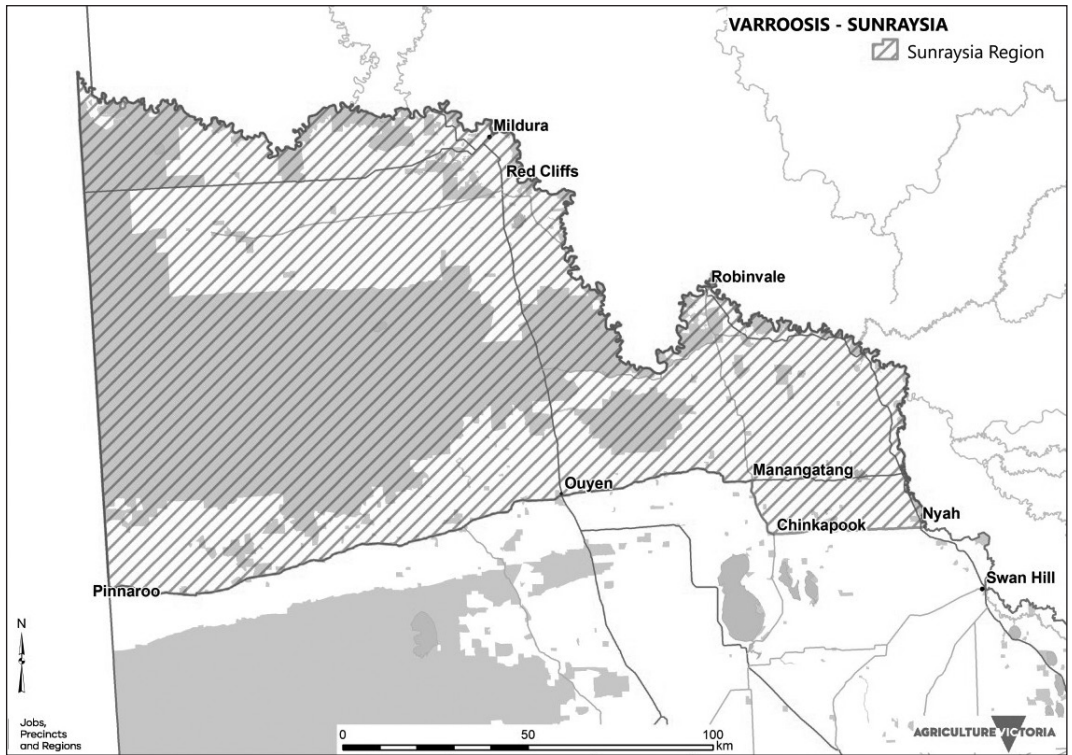 VARROOSIS - SUNRAYSIA
Sunraysia Region
Mildura
Red Cliffs
Robinvale
Manangatang
Ouyen
Nyah
Chinkapook
Swan Hill
Pinnaroo
N
Jobs,
Precincts
and Regions
0 50 100
km
AGRICULTURE VICTORIA